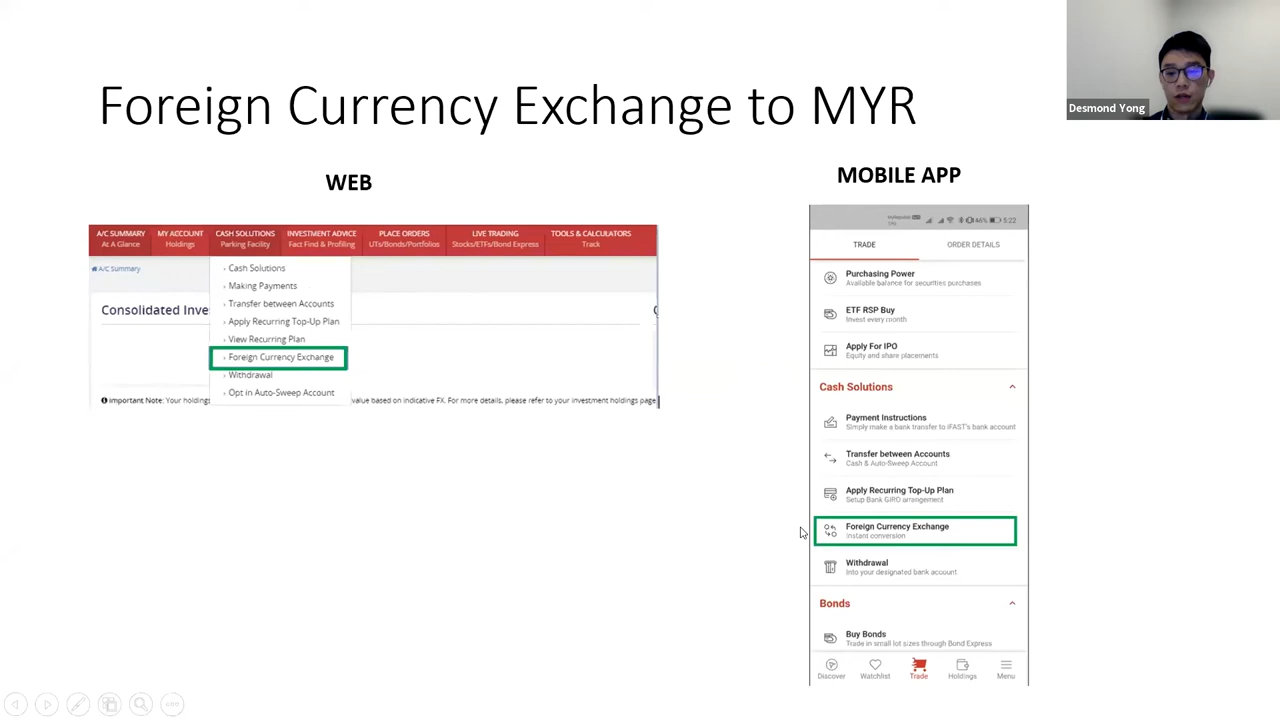 Foreign Currency Exchange to MYR
Desmond Yong
WEB
A/C SUMMARY
At A Glance
MY ACCOUNT
Holdings
CASH SOLUTIONS
Parking Facility
INVESTMENT ADVICE
Fact Find & Profiling
PLACE ORDERS
UTs/Bonds/Portfolios
LIVE TRADING
Stocks/ETFs/Bond Express
TOOLS & CALCULATORS
Track
A/C Summary
Consolidated Inve
› Cash Solutions
› Making Payments
› Transfer between Accounts
› Apply Recurring Top-Up Plan
› View Recurring Plan
› Foreign Currency Exchange
› Withdrawal
› Opt in Auto-Sweep Account
Important Note: Your holdings
value based on indicative FX. For more details, please refer to your investment holdings page
MOBILE APP
46% 5:22
TRADE
ORDER DETAILS
Purchasing Power
Available balance for securities purchases.
ETF RSP Buy
Invest every month
Apply For IPO
Equity and share placements
Cash Solutions
Payment Instructions
Simply make a bank transfer to iFAST's bank account
Transfer between Accounts
Cash & Auto-Sweep Account
Apply Recurring Top-Up Plan
Setup Bank GIRO arrangement
Foreign Currency Exchange
Instant conversion
Withdrawal
Into your designated bank account
Bonds
Buy Bonds
Trade in small lot sizes through Bond Express
Discover
Watchlist
Trade
Holdings
Menu